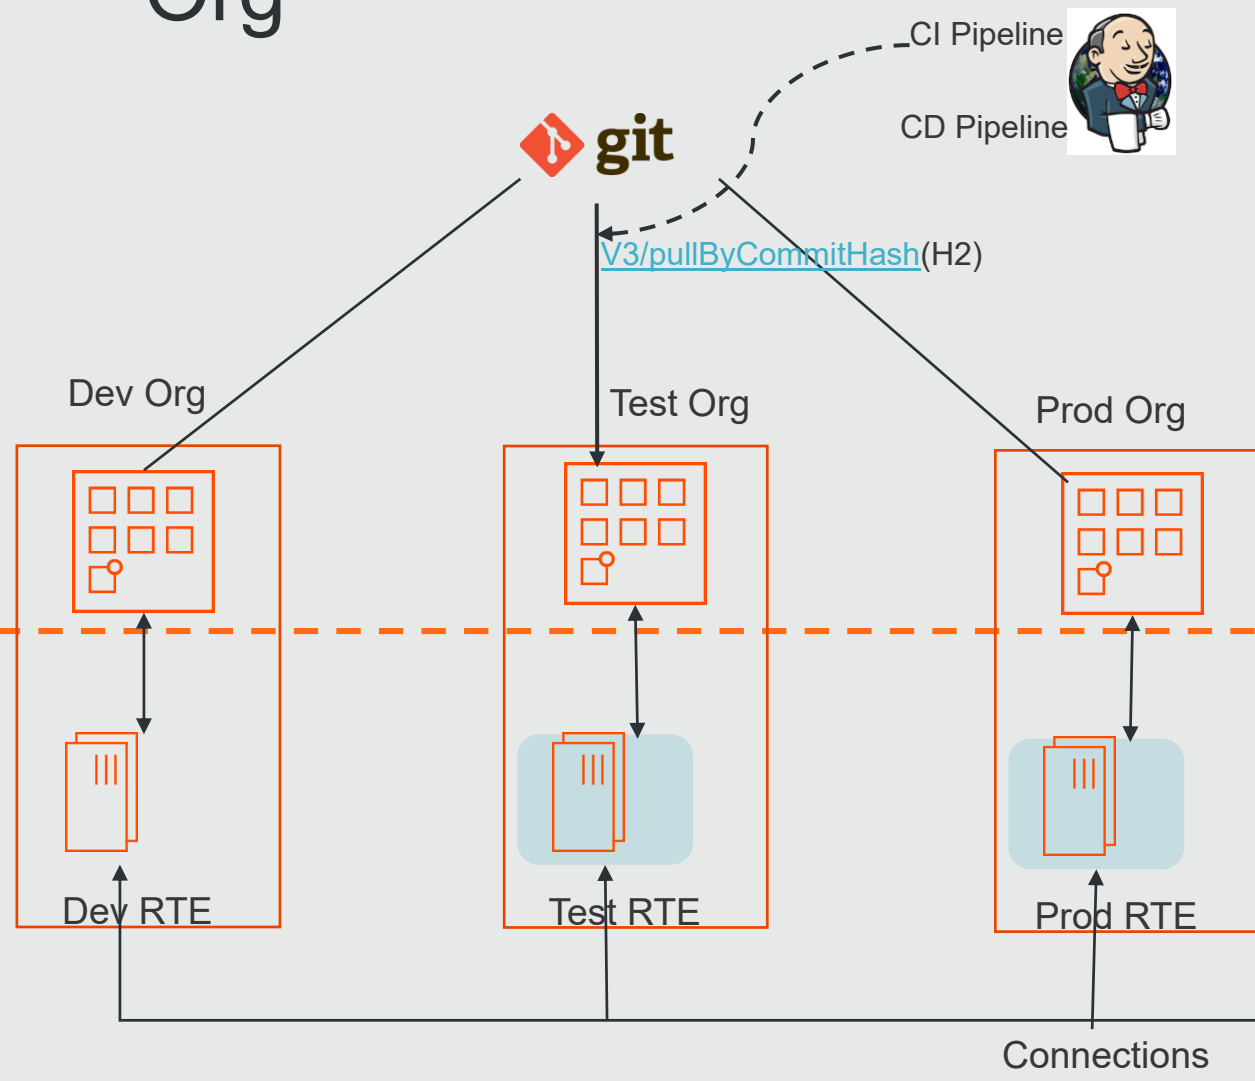 Org
CI Pipeline
CD Pipeline
git
V3/pullByCommitHash(H2)
Dev Org
Test Org
Prod Org
Dev RTE
Test RTE
Prod RTE
Connections